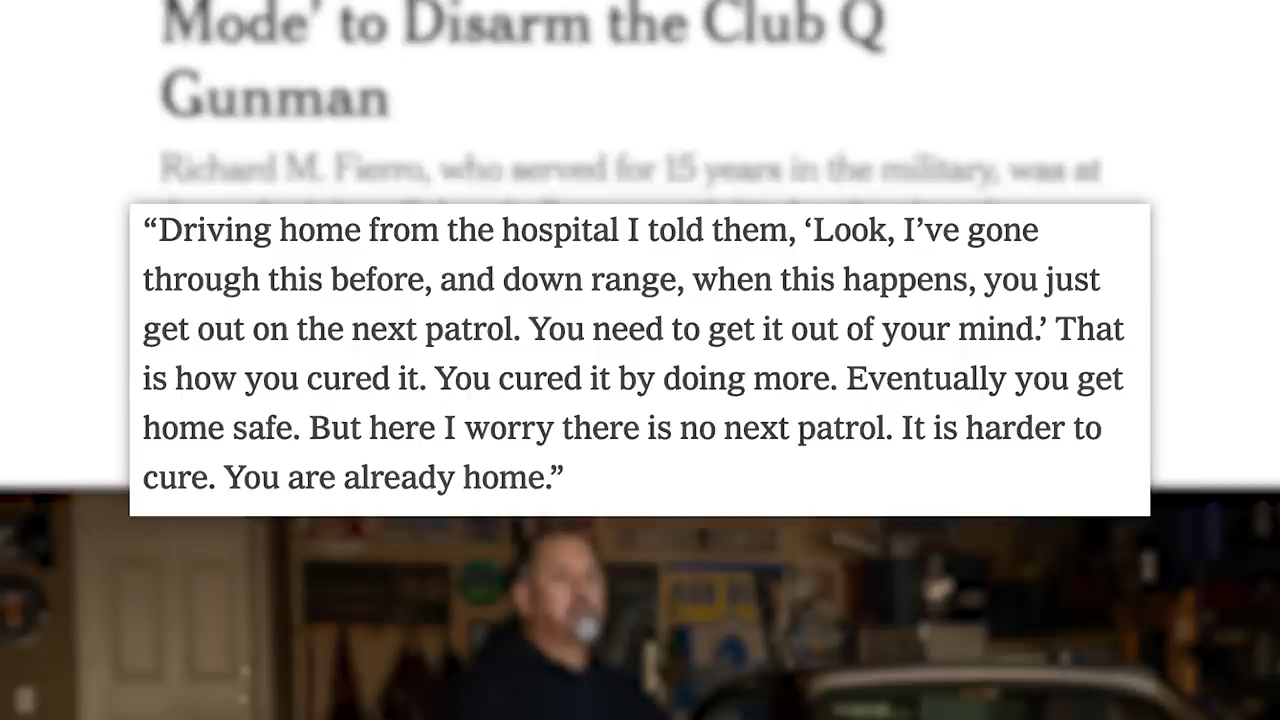 Mode' to Disarm the Club Q
Gunman
Richard M. Fierro, who served for 15 years in the military, was at
“Driving home from the hospital I told them, ‘Look, I’ve gone
through this before, and down range, when this happens, you just
get out on the next patrol. You need to get it out of your mind.’ That
is how you cured it. You cured it by doing more. Eventually you get
home safe. But here I worry there is no next patrol. It is harder to
cure. You are already home.”